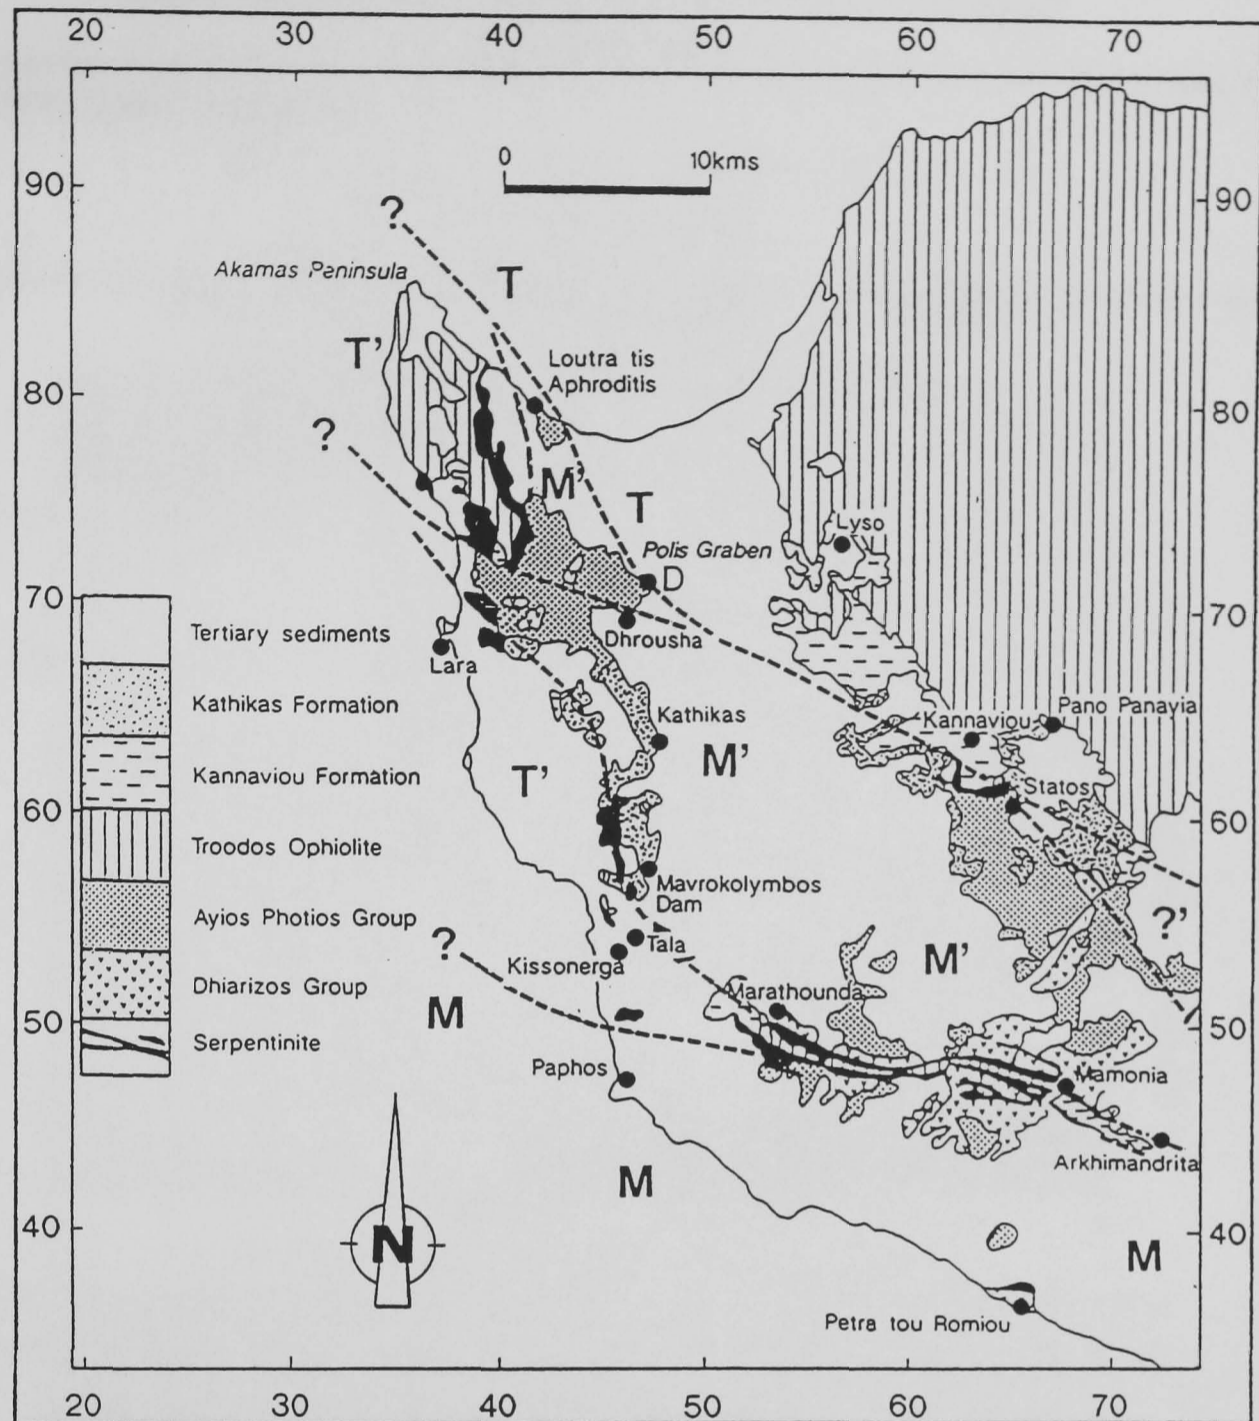 20 30 40 50 60 70
0 10kms
90 90
?
Akamas Peninsula
T
T'
Loutra tis
Aphroditis
80 80
?
M'
T
Lyso
Polis Graben
D
70 70
Dhrousha
Tertiary sediments
Lara
Kathikas Formation
Kathikas
Kannaviou
Pano Panayia
M'
Kannaviou Formation
T'
Statos
60 60
Troodos Ophiolite
Mavrokolymbos
Dam
Ayios Photios Group
?'
?
Tala
Kissonerga
M'
Dhiarizos Group
Marathounda
M
50 50
Serpentinite
Paphos
Mamonia
Arkhimandrita
M
40 40
N
M
Petra tou Romiou
20 30 40 50 60 70